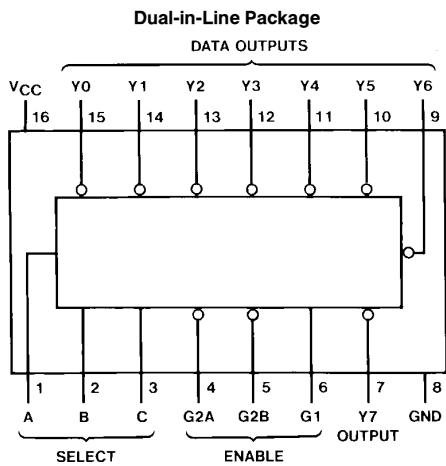 Dual-in-Line Package
DATA OUTPUTS
VCC Y0 Y1 Y2 Y3 Y4 Y5 Y6
16 15 14 13 12 11 10 9
1 2 3 4 5 6 7 8
A B C G2A G2B G1 Y7 GND
OUTPUT
SELECT ENABLE